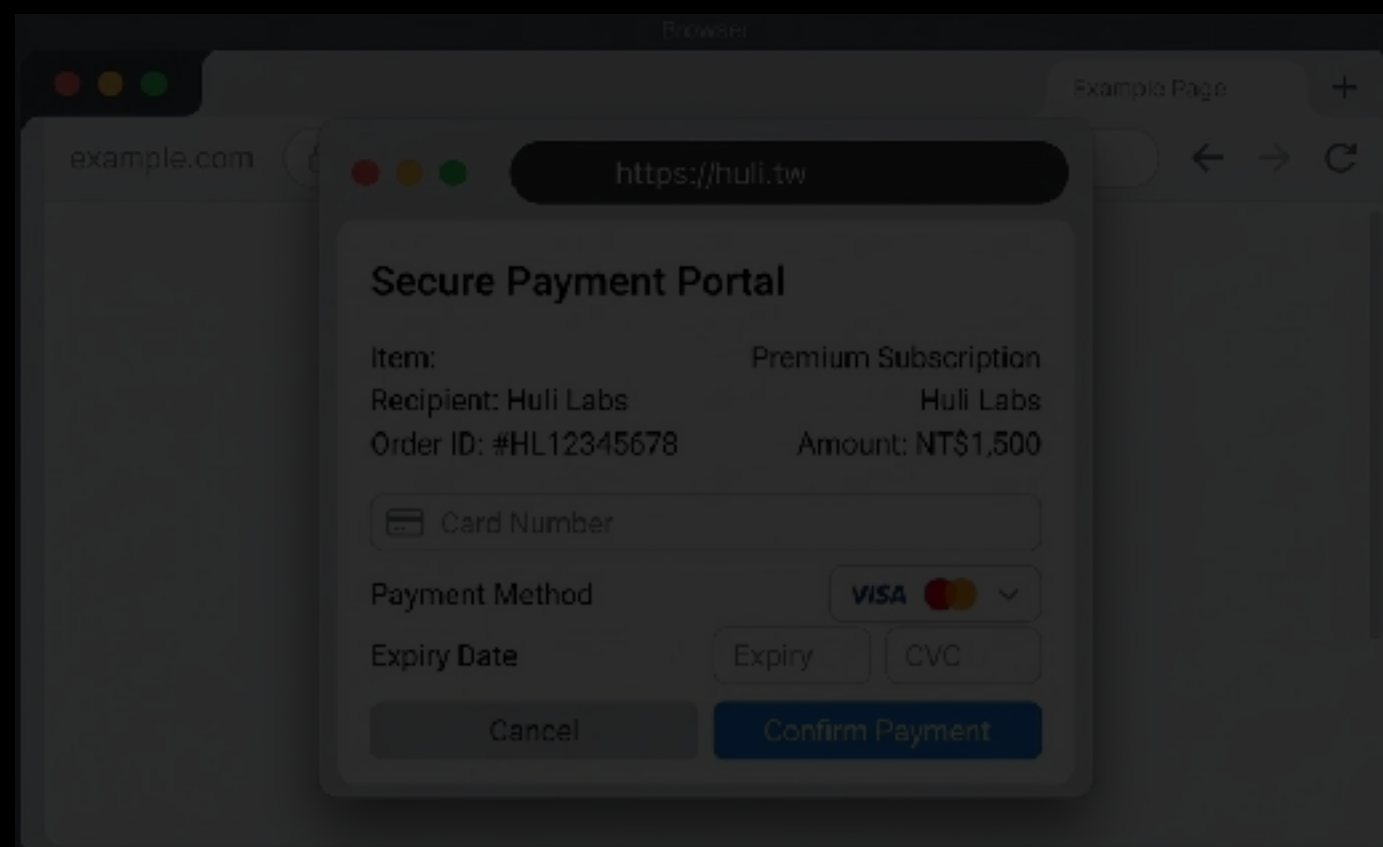 Browser
Example Page
example.com
https://huli.tw
Secure Payment Portal
Item: Premium Subscription
Recipient: Huli Labs Huli Labs
Order ID: #HL12345678 Amount: NT$1,500
Card Number
Payment Method VISA
Expiry Date Expiry CVC
Cancel Confirm Payment